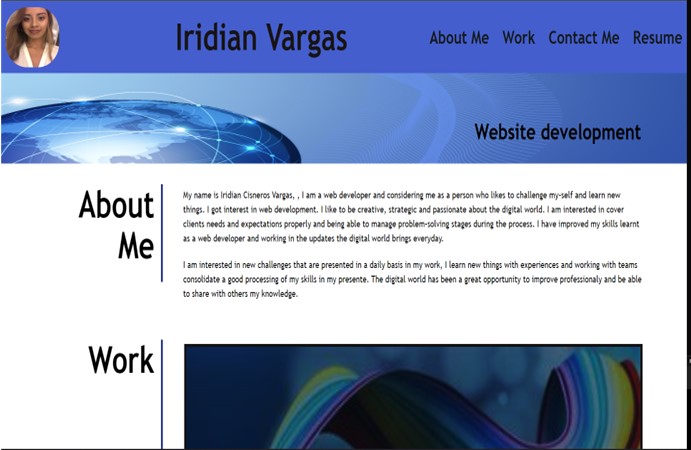 Iridian Vargas
About Me Work Contact Me Resume
Website development
About
Me
My name is Iridian Cisneros Vargas, , I am a web developer and considering me as a person who likes to challenge my-self and learn new
things. I got interest in web development. I like to be creative, strategic and passionate about the digital world. I am interested in cover
clients needs and expectations properly and being able to manage problem-solving stages during the process. I have improved my skills learnt
as a web developer and working in the updates the digital world brings everyday.
I am interested in new challenges that are presented in a daily basis in my work, I learn new things with experiences and working with teams
consolidate a good processing of my skills in my presente. The digital world has been a great opportunity to improve professionaly and be able
to share with others my knowledge.
Work